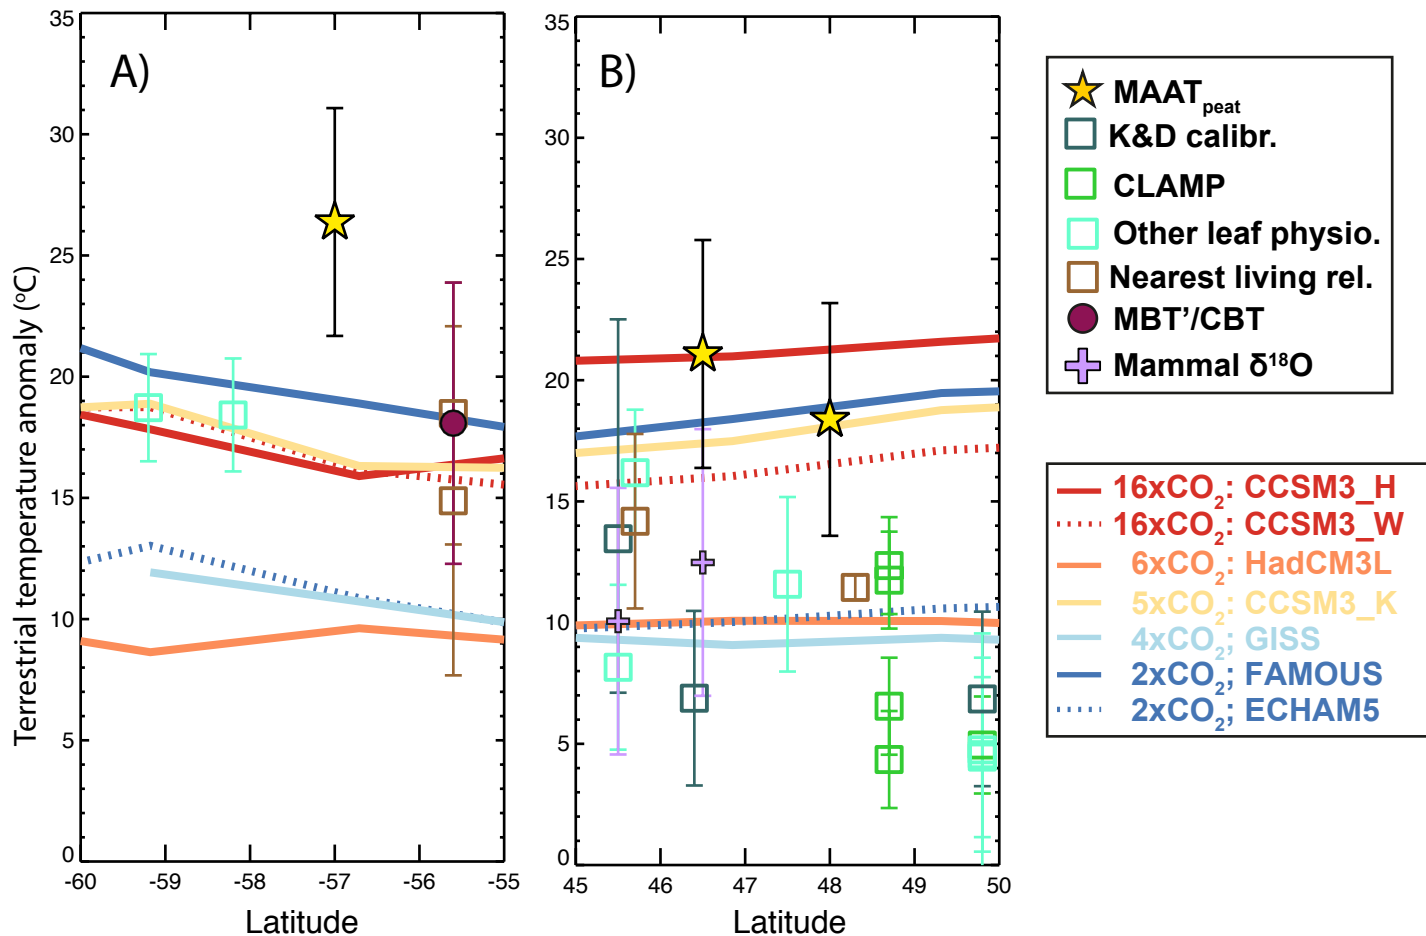 A)
B)
Terrestrial temperature anomaly (°C)
35
30
25
20
15
10
5
0
-60
-59
-58
-57
-56
-55
Latitude
35
30
25
20
15
10
5
0
45
46
47
48
49
50
Latitude
MAATpeat
K&D calibr.
CLAMP
Other leaf physio.
Nearest living rel.
MBT’/CBT
Mammal δ¹⁸O
16xCO₂: CCSM3_H
16xCO₂: CCSM3_W
6xCO₂: HadCM3L
5xCO₂: CCSM3_K
4xCO₂; GISS
2xCO₂; FAMOUS
2xCO₂; ECHAM5